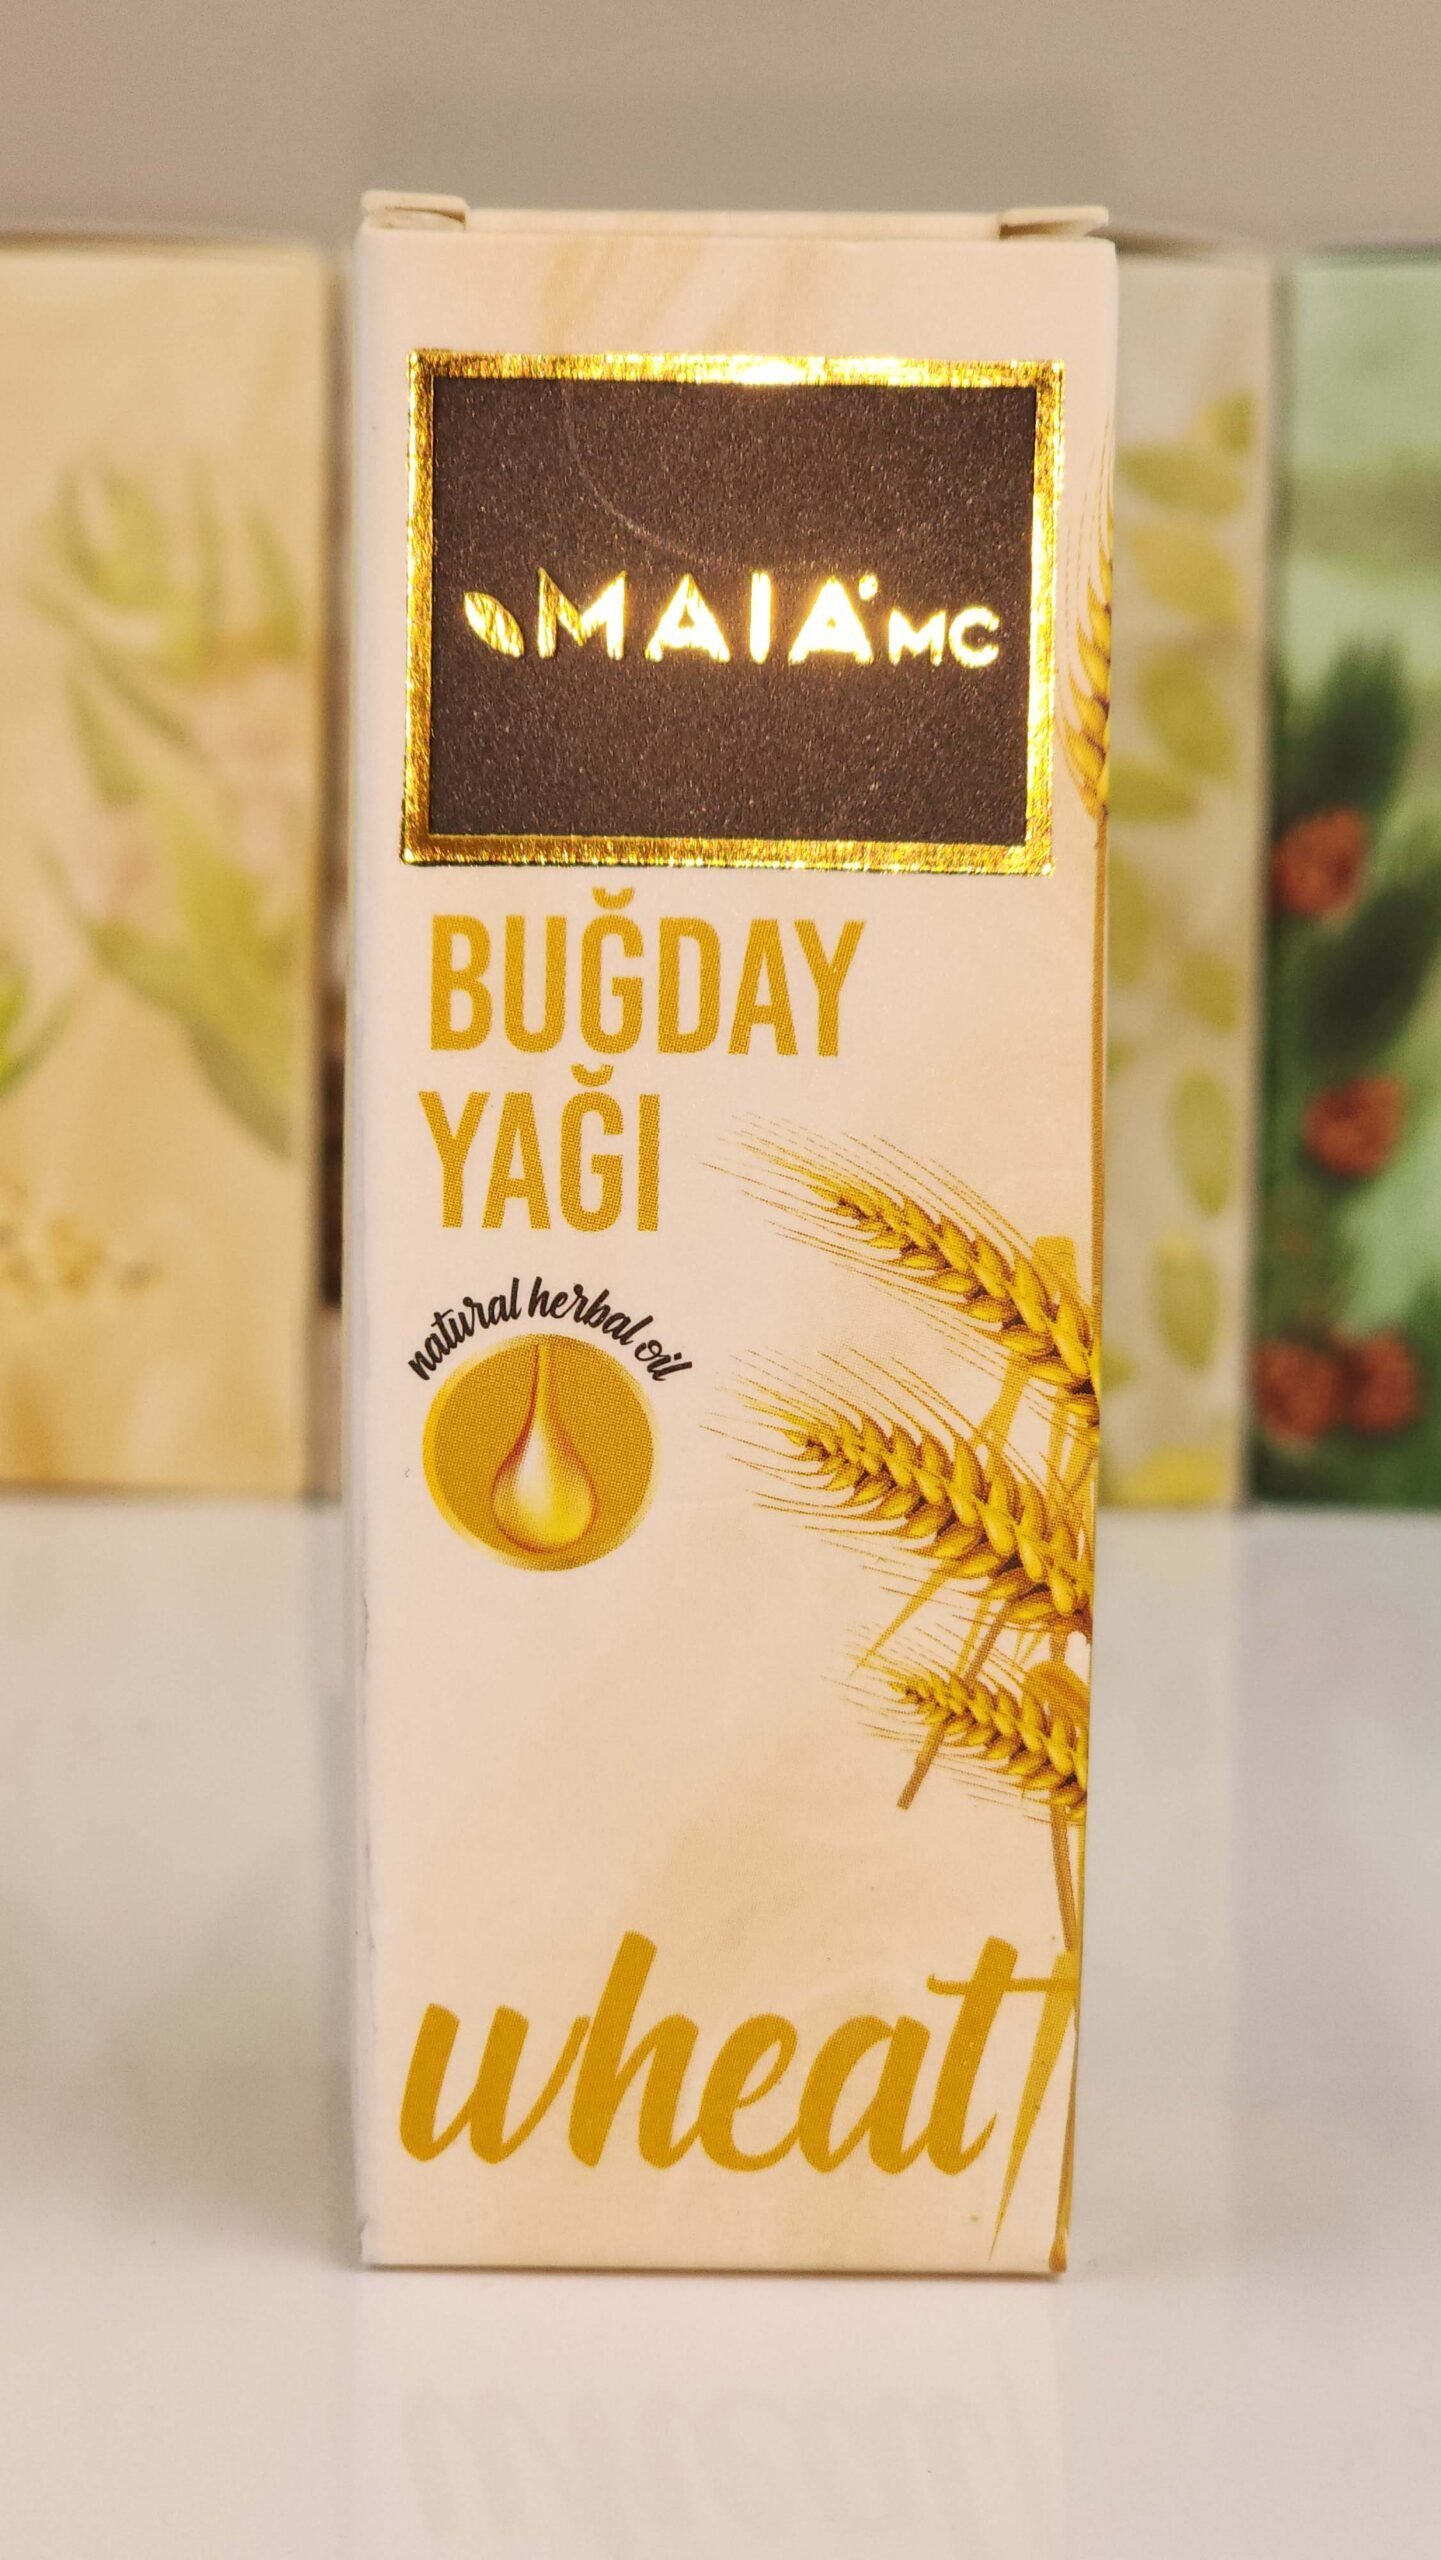 MAIA MC
BUĞDAY
YAĞI
natural herbal oil
wheat